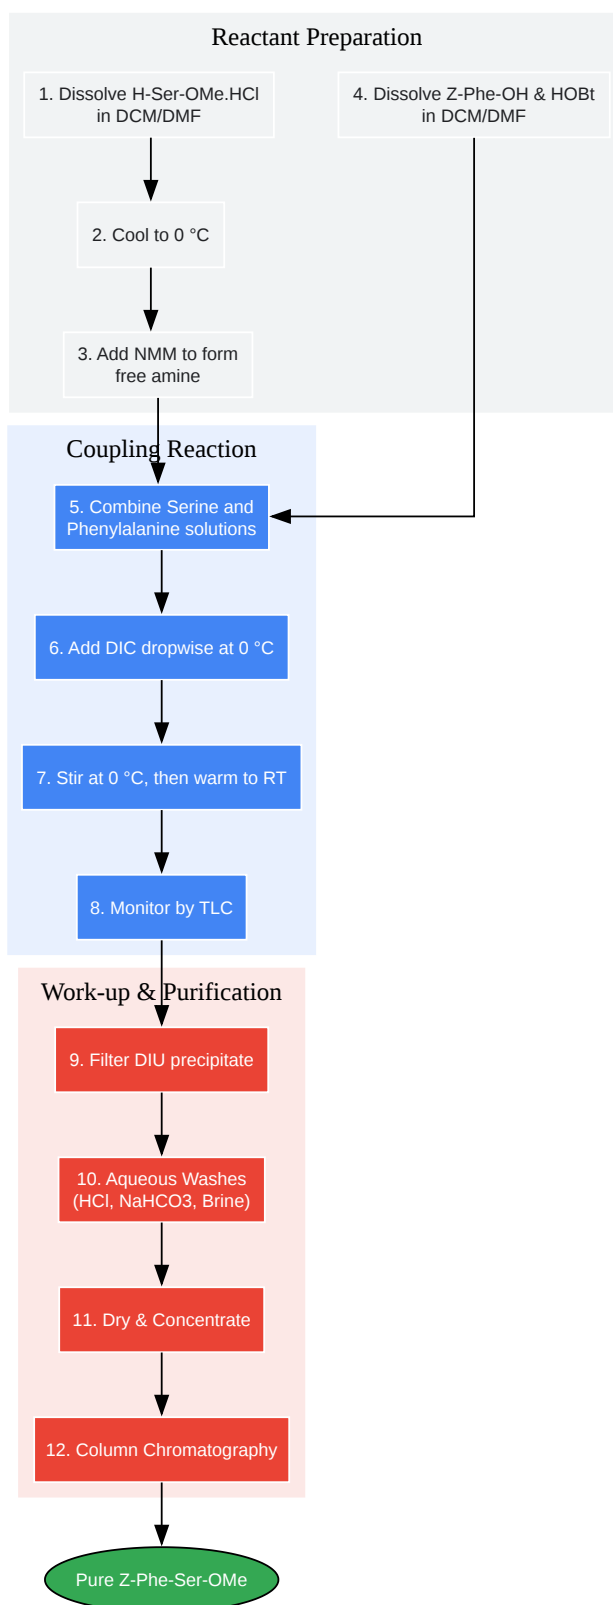 Reactant Preparation
1. Dissolve H-Ser-OMe.HCl
in DCM/DMF
4. Dissolve Z-Phe-OH & HOBt
in DCM/DMF
2. Cool to 0 °C
3. Add NMM to form
free amine
Coupling Reaction
5. Combine Serine and
Phenylalanine solutions
6. Add DIC dropwise at 0 °C
7. Stir at 0 °C, then warm to RT
8. Monitor by TLC
Work-up & Purification
9. Filter DIU precipitate
10. Aqueous Washes
(HCl, NaHCO3, Brine)
11. Dry & Concentrate
12. Column Chromatography
Pure Z-Phe-Ser-OMe